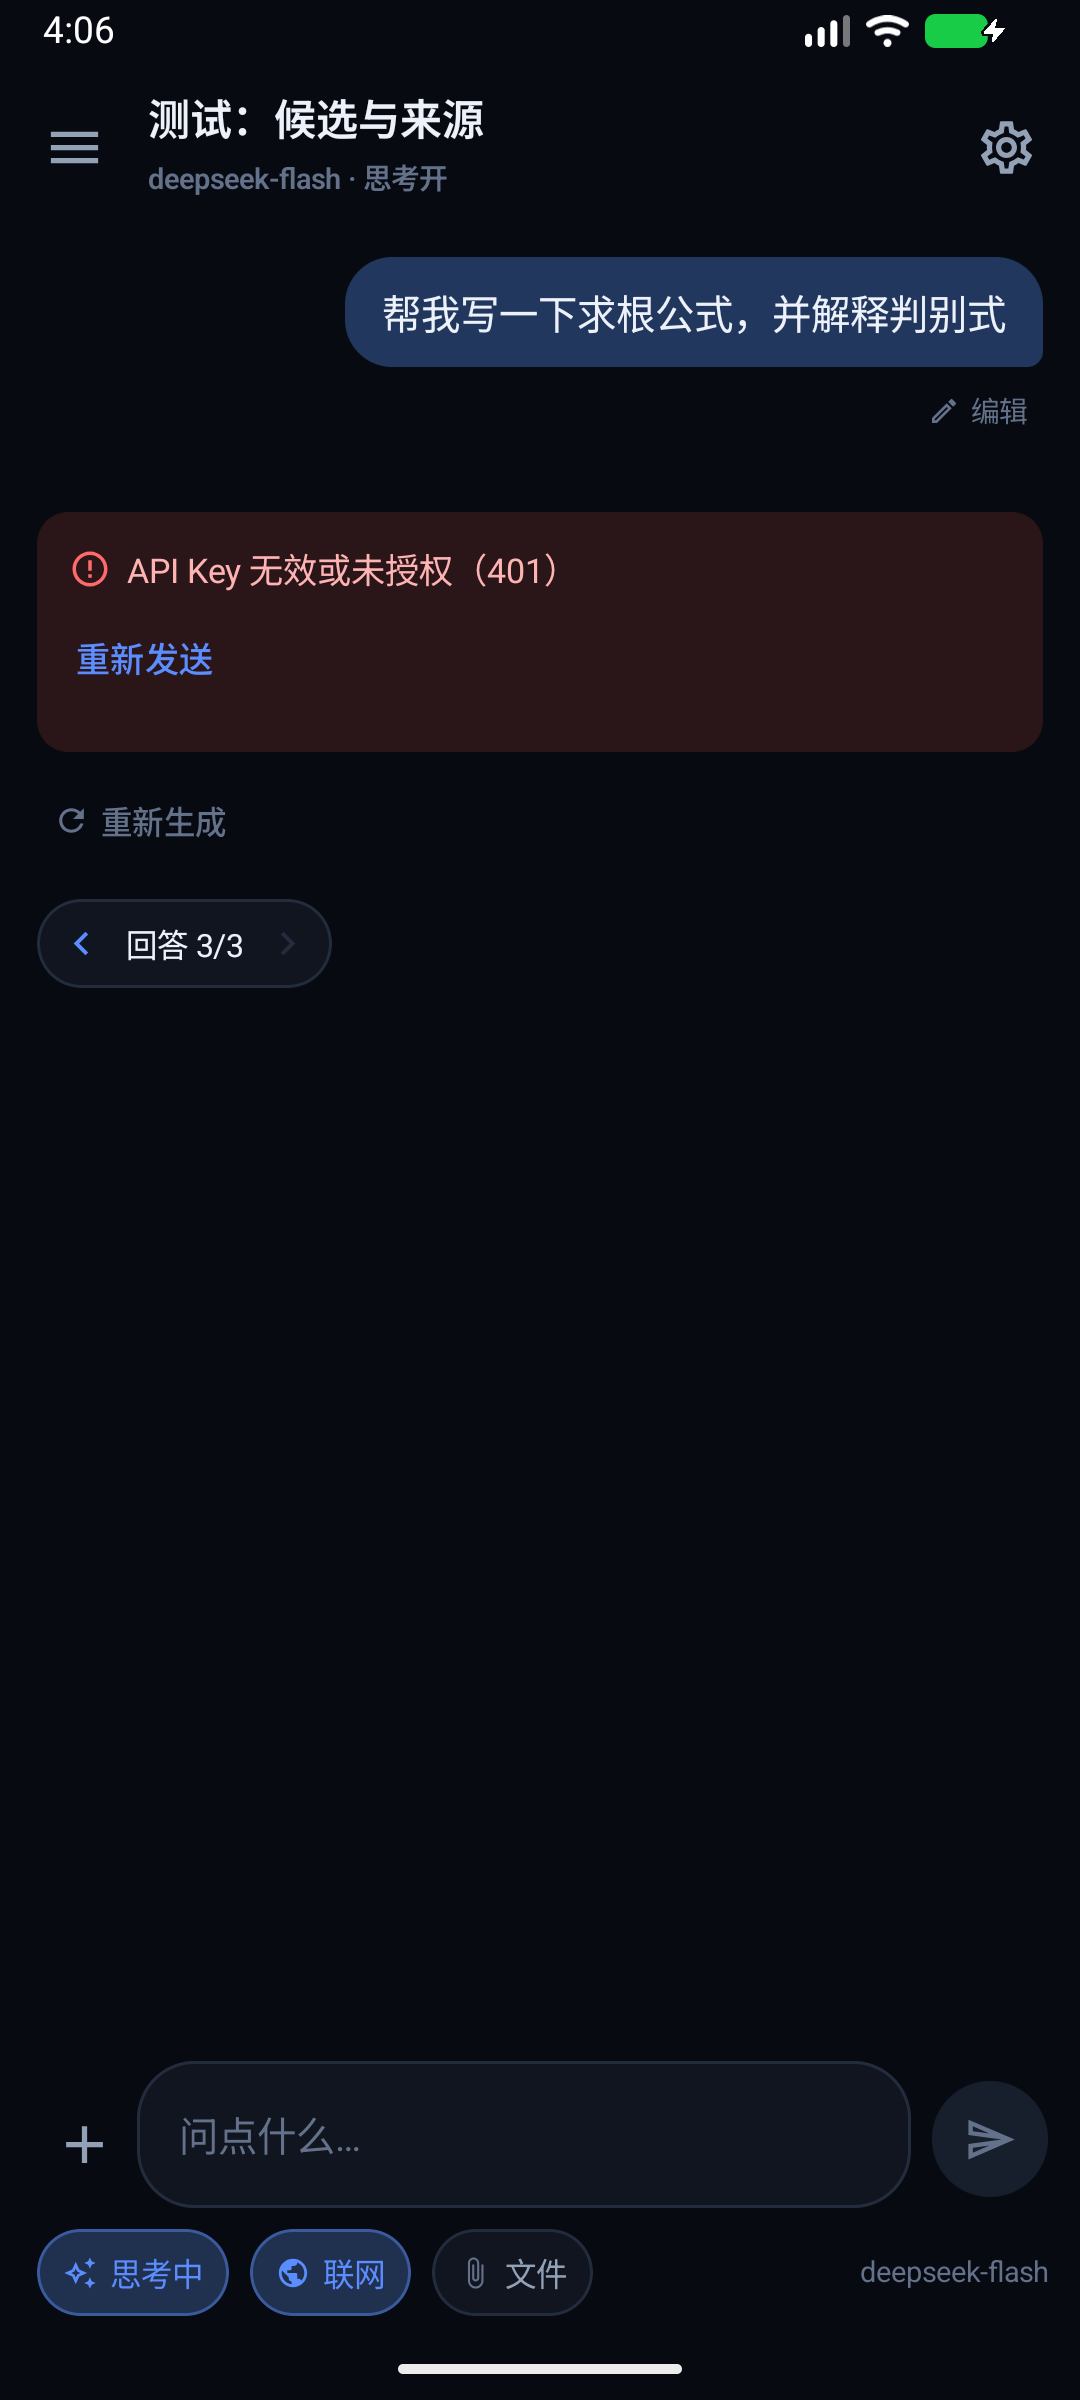 4:06
测试：候选与来源
deepseek-flash · 思考开
帮我写一下求根公式，并解释判别式
编辑
API Key 无效或未授权（401）
重新发送
重新生成
回答 3/3
问点什么...
思考中
联网
文件
deepseek-flash